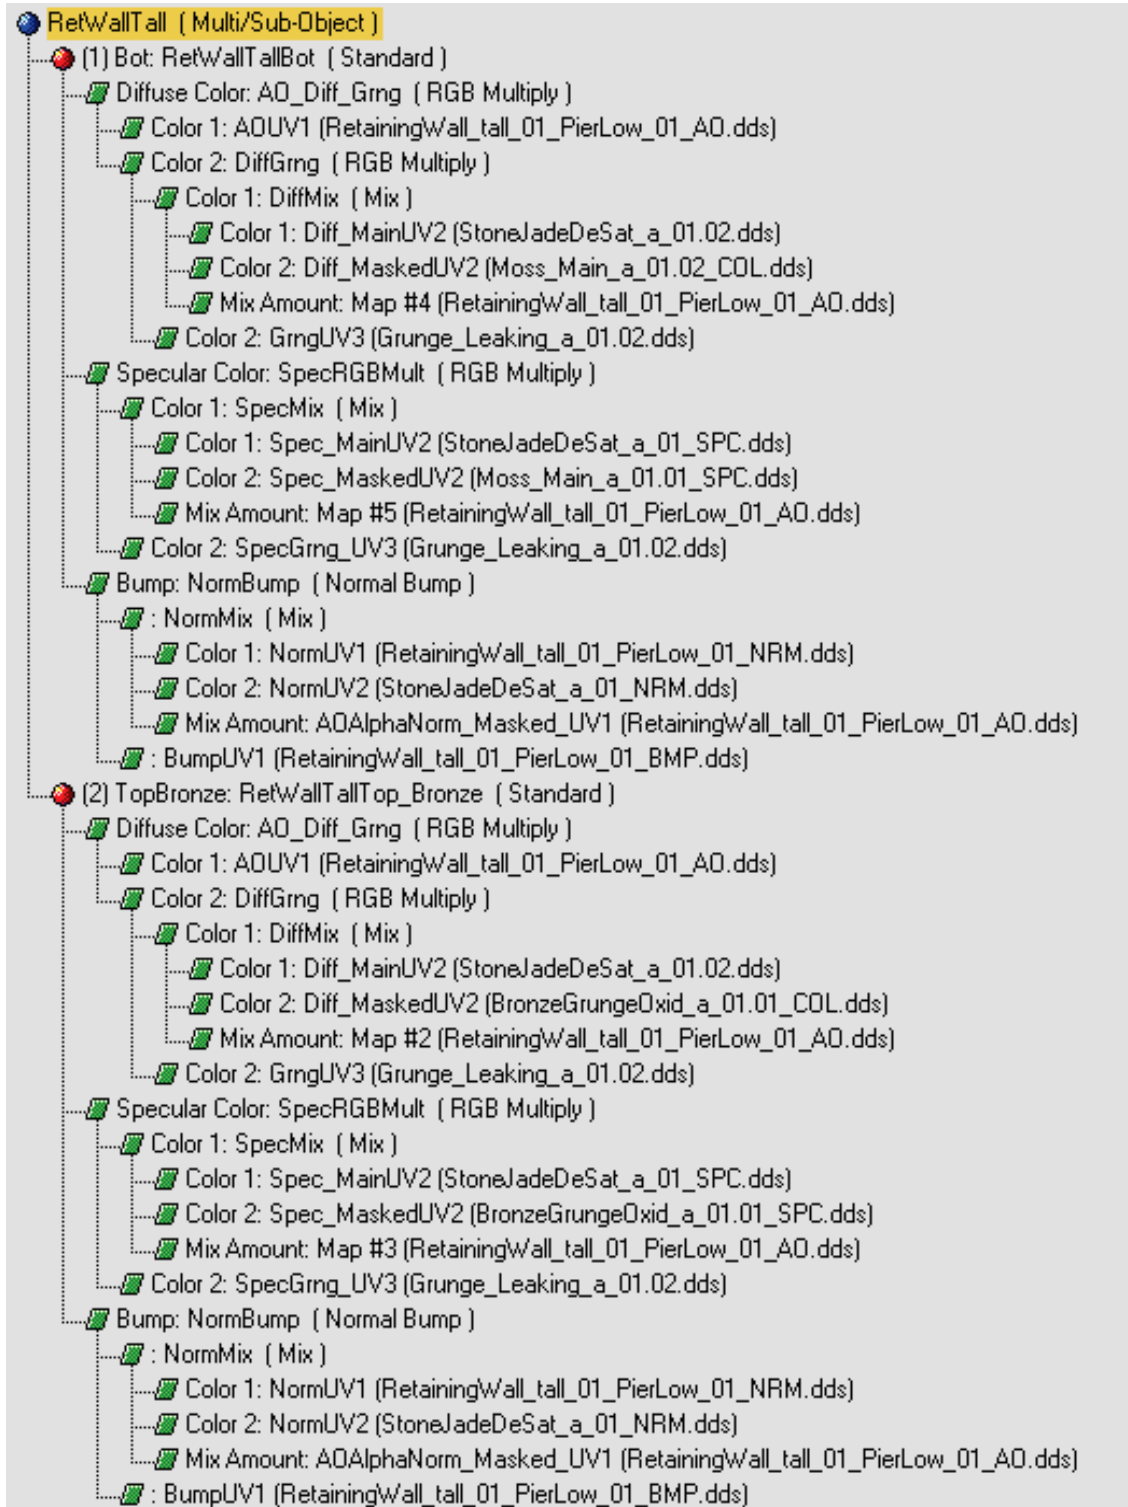 RetWallTall ( Multi/Sub-Object )
(1) Bot: RetWallTallBot ( Standard )
Diffuse Color: AO_Diff_Grng ( RGB Multiply )
Color 1: AOUV1 (RetainingWall_tall_01_PierLow_01_AO.dds)
Color 2: DiffGrng ( RGB Multiply )
Color 1: DiffMix ( Mix )
Color 1: Diff_MainUV2 (StoneJadeDeSat_a_01.02.dds)
Color 2: Diff_MaskedUV2 (Moss_Main_a_01.02_COL.dds)
Mix Amount: Map #4 (RetainingWall_tall_01_PierLow_01_AO.dds)
Color 2: GrngUV3 (Grunge_Leaking_a_01.02.dds)
Specular Color: SpecRGBMult ( RGB Multiply )
Color 1: SpecMix ( Mix )
Color 1: Spec_MainUV2 (StoneJadeDeSat_a_01_SPC.dds)
Color 2: Spec_MaskedUV2 (Moss_Main_a_01.01_SPC.dds)
Mix Amount: Map #5 (RetainingWall_tall_01_PierLow_01_AO.dds)
Color 2: SpecGrng_UV3 (Grunge_Leaking_a_01.02.dds)
Bump: NormBump ( Normal Bump )
: NormMix ( Mix )
Color 1: NormUV1 (RetainingWall_tall_01_PierLow_01_NRM.dds)
Color 2: NormUV2 (StoneJadeDeSat_a_01_NRM.dds)
Mix Amount: AOAlphaNorm_Masked_UV1 (RetainingWall_tall_01_PierLow_01_AO.dds)
: BumpUV1 (RetainingWall_tall_01_PierLow_01_BMP.dds)
(2) TopBronze: RetWallTallTop_Bronze ( Standard )
Diffuse Color: AO_Diff_Grng ( RGB Multiply )
Color 1: AOUV1 (RetainingWall_tall_01_PierLow_01_AO.dds)
Color 2: DiffGrng ( RGB Multiply )
Color 1: DiffMix ( Mix )
Color 1: Diff_MainUV2 (StoneJadeDeSat_a_01.02.dds)
Color 2: Diff_MaskedUV2 (BronzeGrungeOxid_a_01.01_COL.dds)
Mix Amount: Map #2 (RetainingWall_tall_01_PierLow_01_AO.dds)
Color 2: GrngUV3 (Grunge_Leaking_a_01.02.dds)
Specular Color: SpecRGBMult ( RGB Multiply )
Color 1: SpecMix ( Mix )
Color 1: Spec_MainUV2 (StoneJadeDeSat_a_01_SPC.dds)
Color 2: Spec_MaskedUV2 (BronzeGrungeOxid_a_01.01_SPC.dds)
Mix Amount: Map #3 (RetainingWall_tall_01_PierLow_01_AO.dds)
Color 2: SpecGrng_UV3 (Grunge_Leaking_a_01.02.dds)
Bump: NormBump ( Normal Bump )
: NormMix ( Mix )
Color 1: NormUV1 (RetainingWall_tall_01_PierLow_01_NRM.dds)
Color 2: NormUV2 (StoneJadeDeSat_a_01_NRM.dds)
Mix Amount: AOAlphaNorm_Masked_UV1 (RetainingWall_tall_01_PierLow_01_AO.dds)
: BumpUV1 (RetainingWall_tall_01_PierLow_01_BMP.dds)